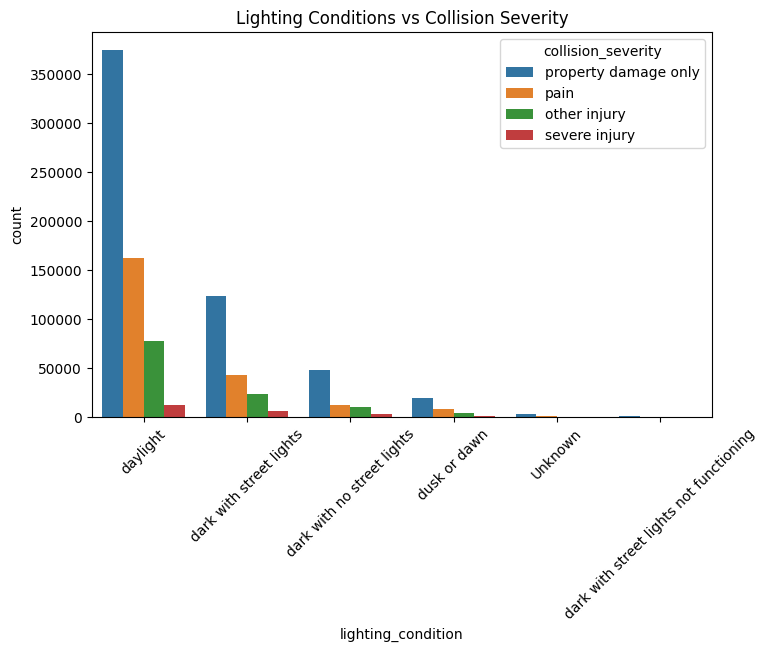 Lighting Conditions vs Collision Severity
collision_severity
property damage only
pain
other injury
severe injury
count
350000
300000
250000
200000
150000
100000
50000
0
daylight
dark with street lights
dark with no street lights
dusk or dawn
Unknown
dark with street lights not functioning
lighting_condition